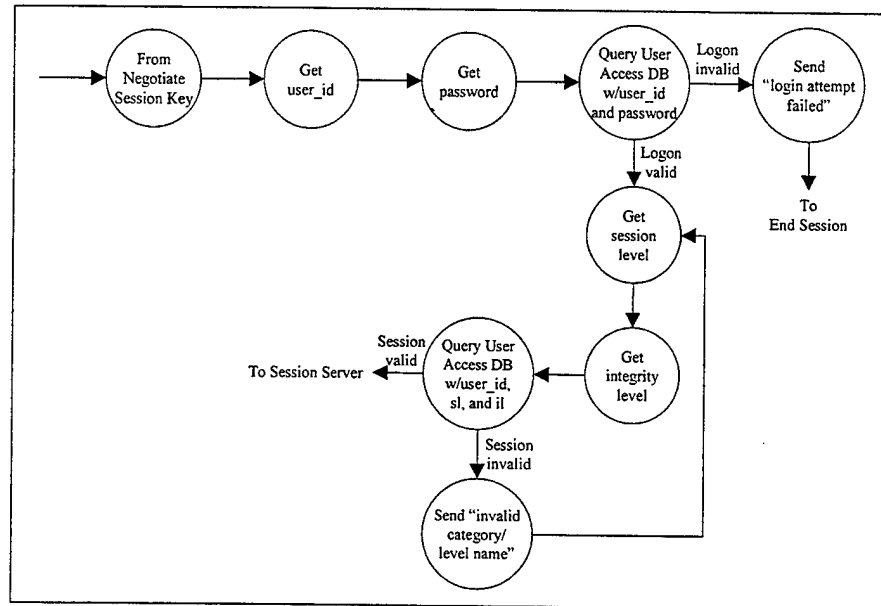 From
Negotiate
Session Key
Get
user_id
Get
password
Query User
Access DB
w/user_id
and password
Logon
invalid
Send
"login attempt
failed"
Logon
valid
To
End Session
Get
session
level
Get
integrity
level
Query User
Access DB
w/user_id,
sl, and il
Session
valid
To Session Server
Session
invalid
Send "invalid
category/
level name"